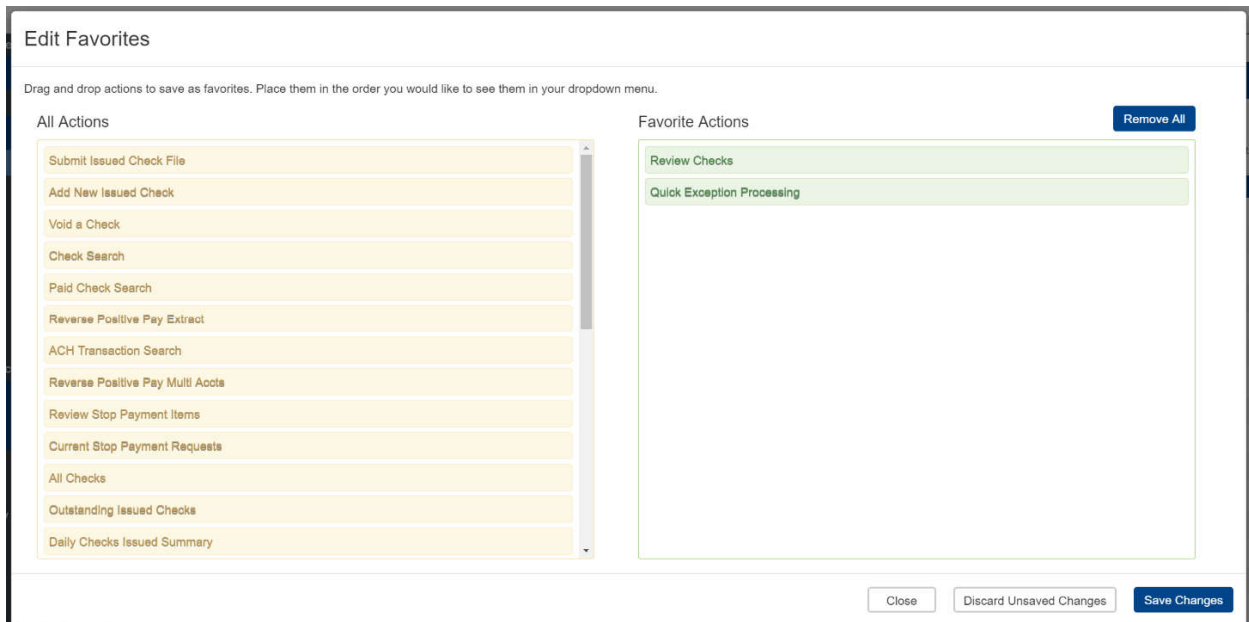 Edit Favorites
Drag and drop actions to save as favorites. Place them in the order you would like to see them in your dropdown menu.
All Actions
Submit Issued Check File
Add New Issued Check
Void a Check
Check Search
Paid Check Search
Reverse Positive Pay Extract
ACH Transaction Search
Reverse Positive Pay Multi Accts
Review Stop Payment Items
Current Stop Payment Requests
All Checks
Outstanding Issued Checks
Daily Checks Issued Summary
Favorite Actions
Remove All
Review Checks
Quick Exception Processing
Close
Discard Unsaved Changes
Save Changes